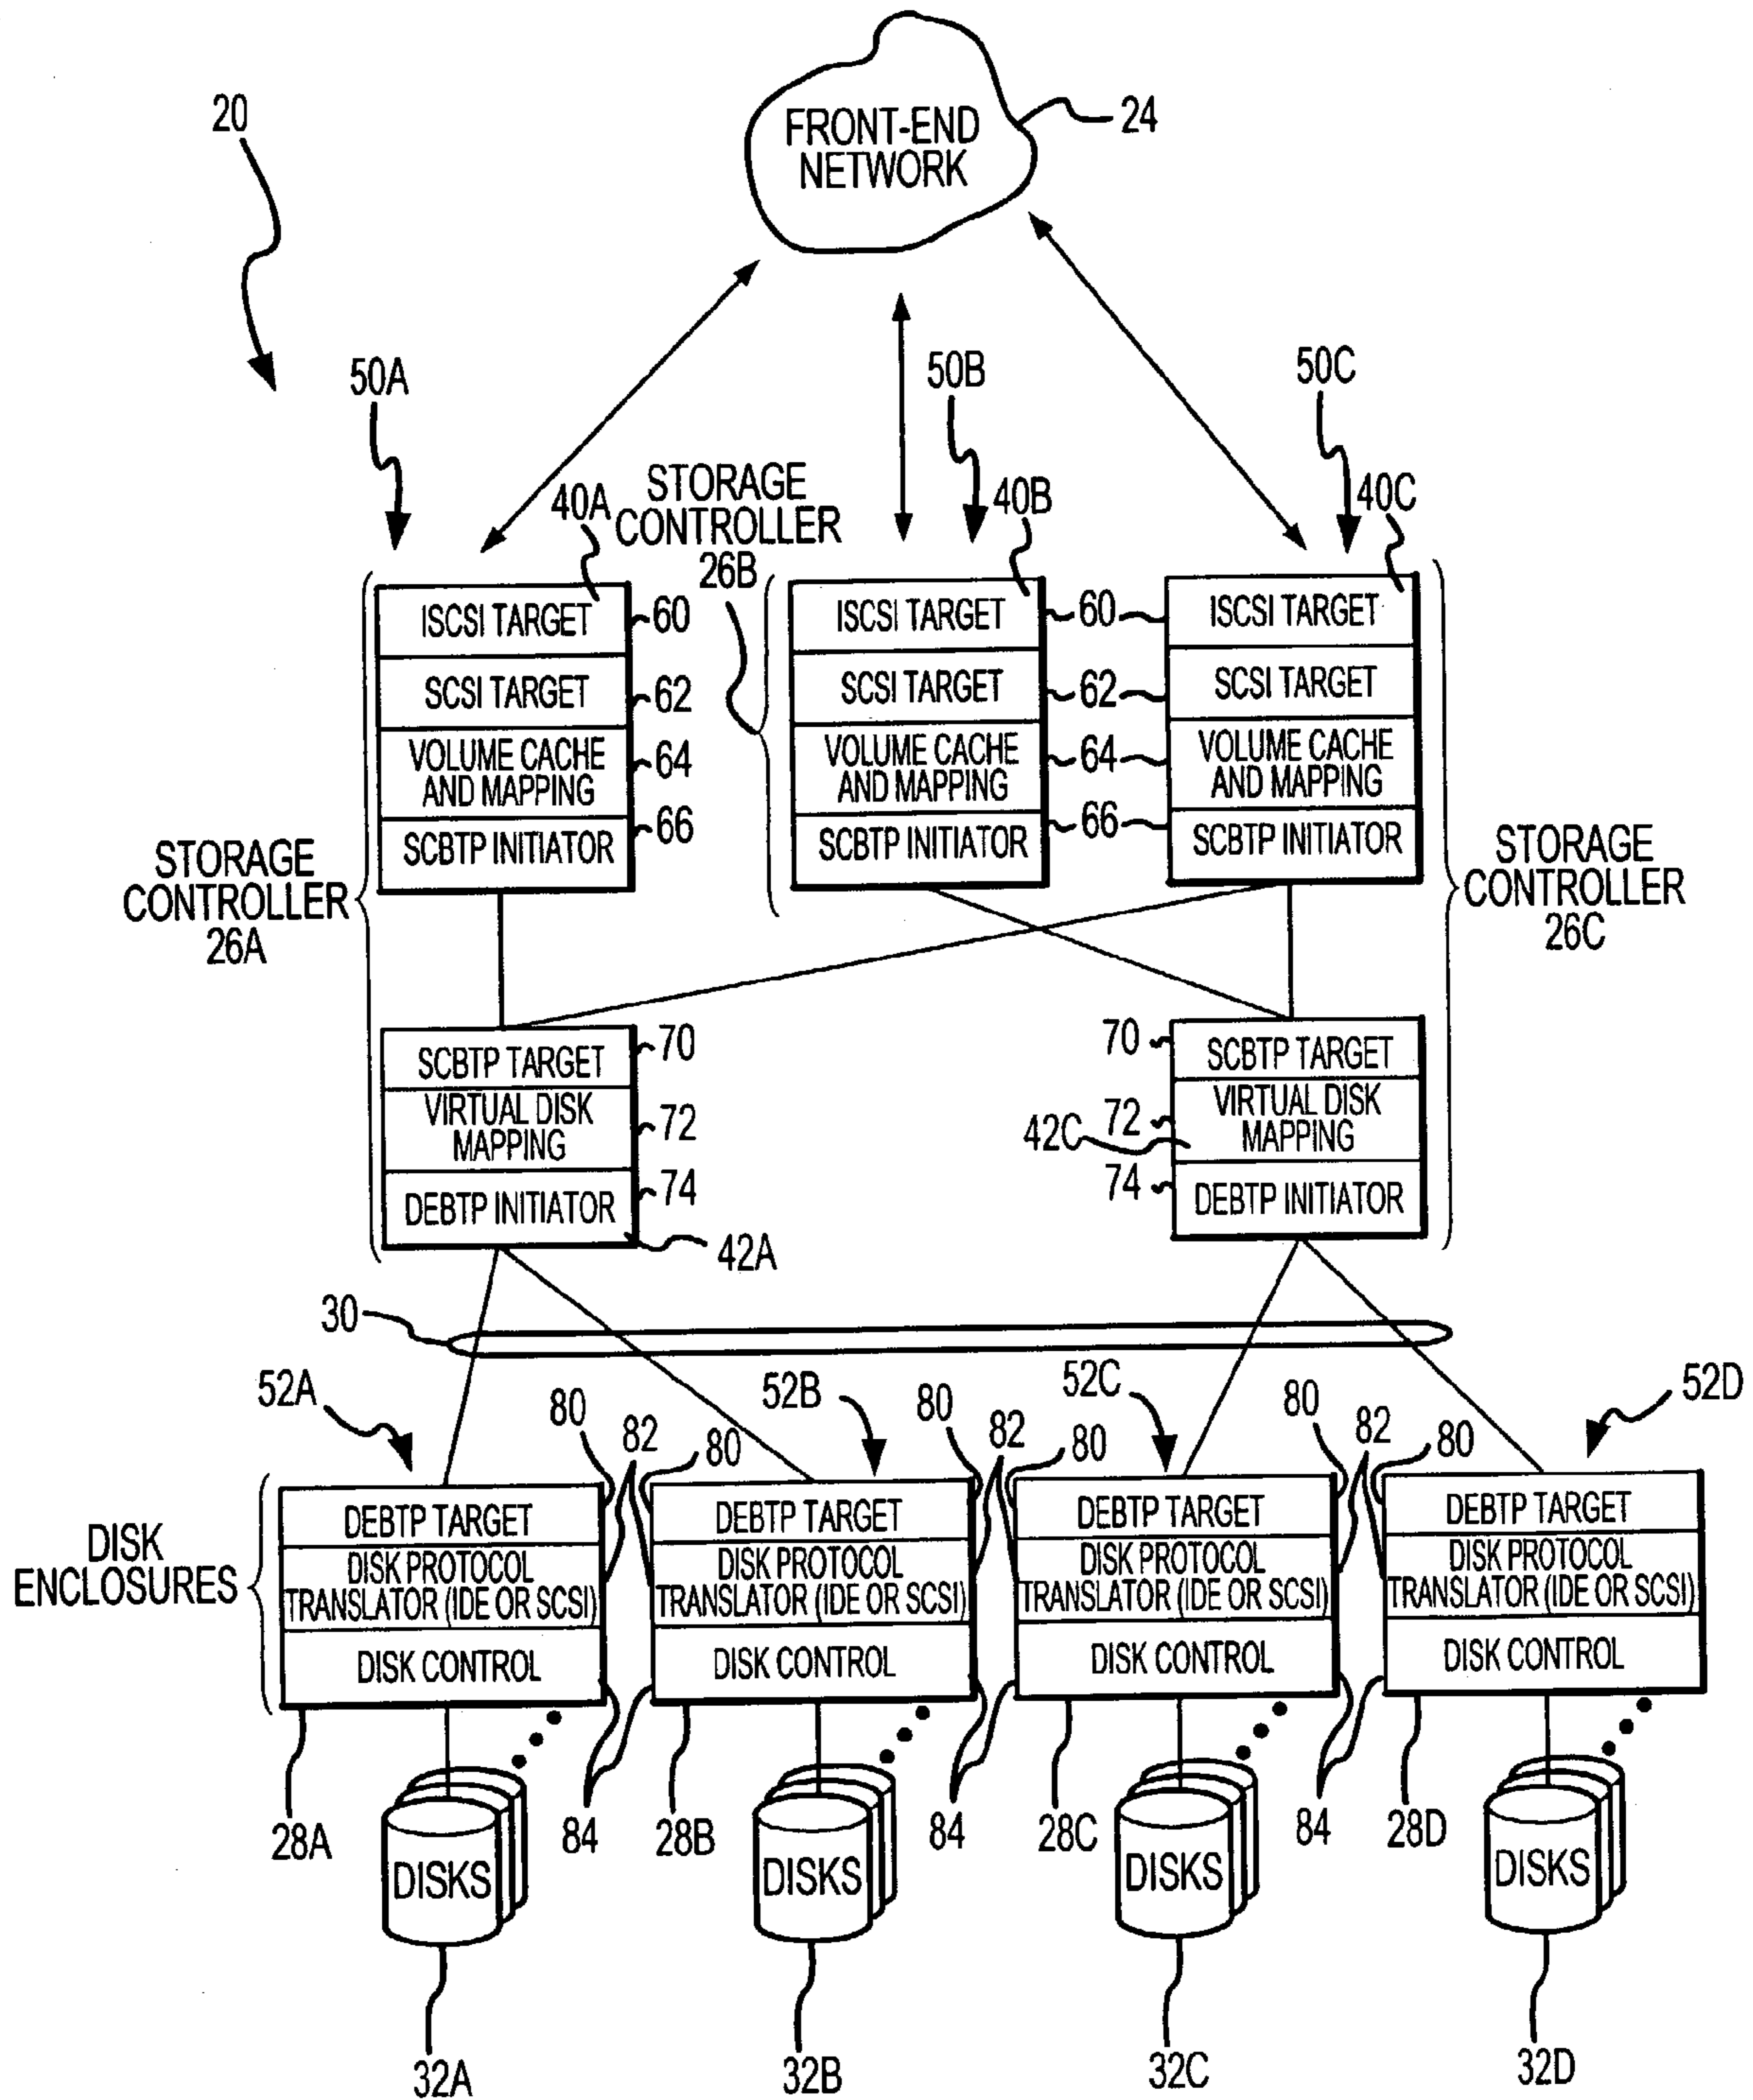 FRONT-END
NETWORK
24
20
50A
50B
50C
STORAGE
CONTROLLER
26B
40A
40B
40C
ISCSI TARGET
60
ISCSI TARGET
60
ISCSI TARGET
SCSI TARGET
62
SCSI TARGET
62
SCSI TARGET
VOLUME CACHE
AND MAPPING
64
VOLUME CACHE
AND MAPPING
64
VOLUME CACHE
AND MAPPING
SCBTP INITIATOR
66
SCBTP INITIATOR
66
SCBTP INITIATOR
STORAGE
CONTROLLER
26A
STORAGE
CONTROLLER
26C
SCBTP TARGET
70
VIRTUAL DISK
MAPPING
72
DEBTP INITIATOR
74
42A
70
SCBTP TARGET
72
VIRTUAL DISK
MAPPING
42C
74
DEBTP INITIATOR
30
52A
52B
52C
52D
80
82
80
80
82
80
80
82
80
DISK
ENCLOSURES
DEBTP TARGET
DISK PROTOCOL
TRANSLATOR (IDE OR SCSI)
DISK CONTROL
DEBTP TARGET
DISK PROTOCOL
TRANSLATOR (IDE OR SCSI)
DISK CONTROL
DEBTP TARGET
DISK PROTOCOL
TRANSLATOR (IDE OR SCSI)
DISK CONTROL
DEBTP TARGET
DISK PROTOCOL
TRANSLATOR (IDE OR SCSI)
DISK CONTROL
28A
84
28B
84
28C
84
28D
DISKS
DISKS
DISKS
DISKS
32A
32B
32C
32D